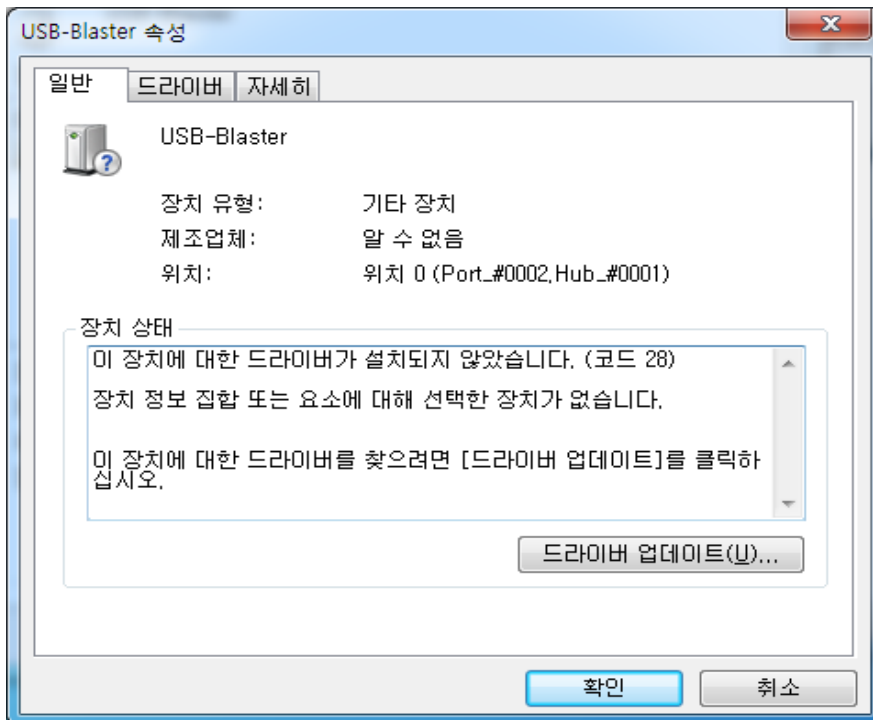 USB-Blaster 속성
일반
드라이버
자세히
USB-Blaster
장치 유형: 기타 장치
제조업체: 알 수 없음
위치: 위치 0 (Port_#0002,Hub_#0001)
장치 상태
이 장치에 대한 드라이버가 설치되지 않았습니다. (코드 28)
장치 정보 집합 또는 요소에 대해 선택한 장치가 없습니다.
이 장치에 대한 드라이버를 찾으려면 [드라이버 업데이트]를 클릭하
십시오.
드라이버 업데이트(U)...
확인
취소